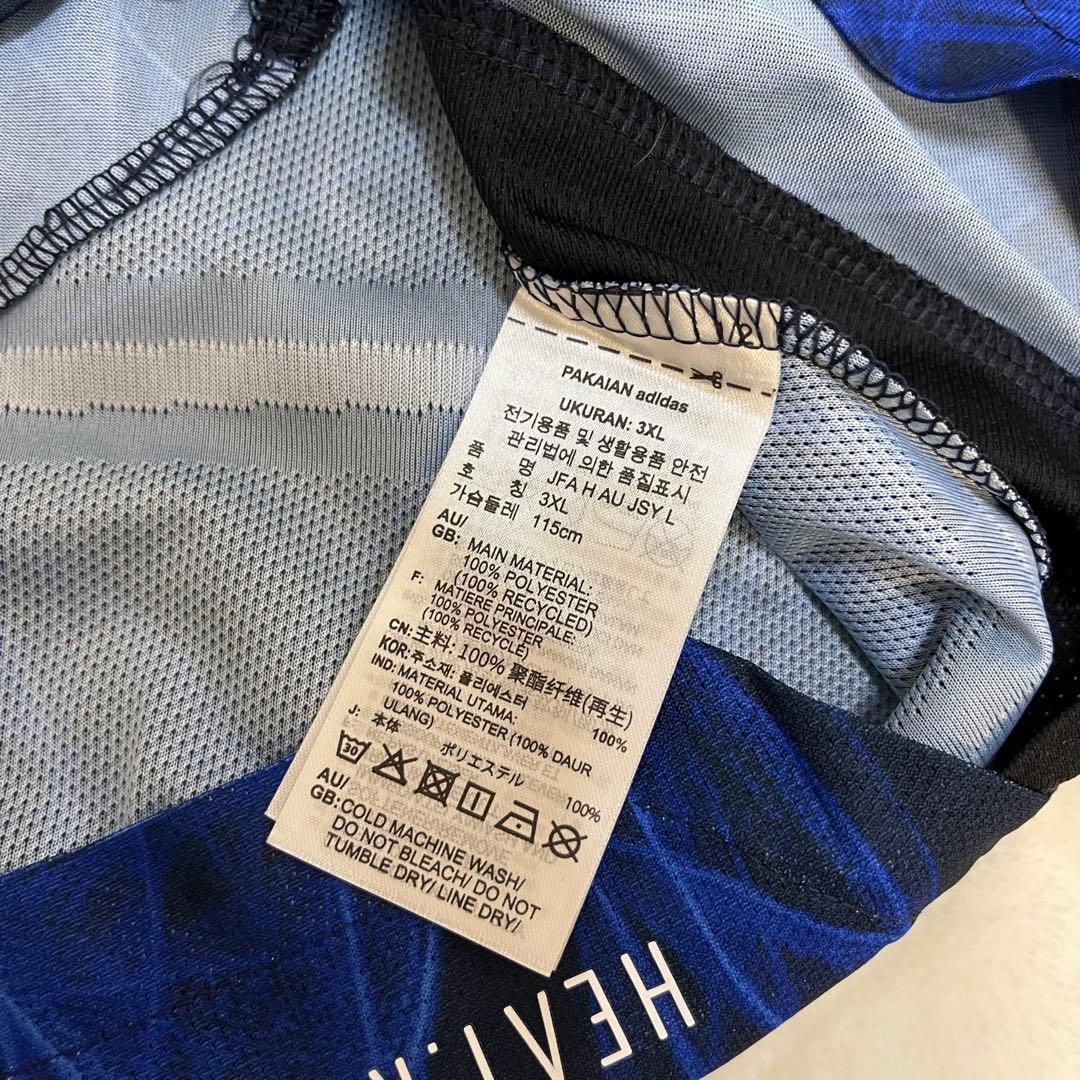 1/2
PAKAIAN adidas
UKURAN: 3XL
전기용품 및 생활용품 안전
관리법에 의한 품질표시
품 명 JFA H AU JSY L
호 칭 3XL
가슴둘레 115cm
AU/
GB: MAIN MATERIAL:
100% POLYESTER
(100% RECYCLED)
F: MATIERE PRINCIPALE:
100% POLYESTER
(100% RECYCLE)
CN: 主料: 100% 聚酯纤维(再生)
KOR: 주소재: 폴리에스터 100%
IND: MATERIAL UTAMA:
100% POLYESTER (100% DAUR
ULANG)
J: 本体 ポリエステル 100%
30
AU/
GB: COLD MACHINE WASH/
DO NOT BLEACH/ DO NOT
TUMBLE DRY/ LINE DRY/
HEAT.R